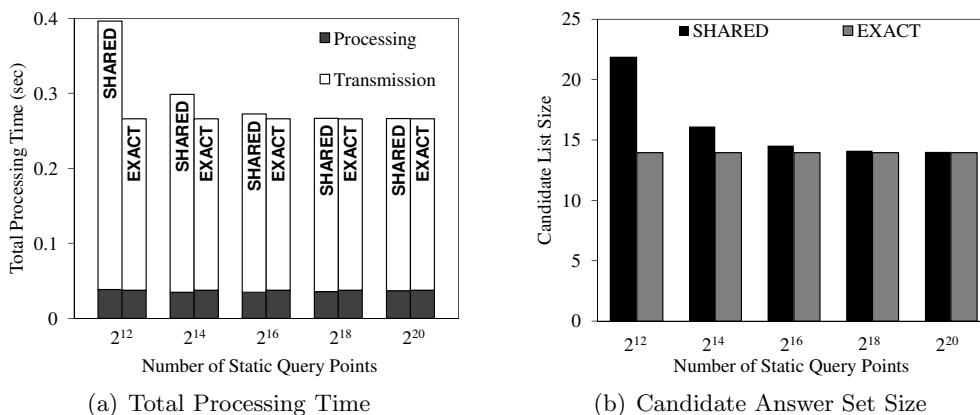 0.4
0.3
0.2
0.1
0
Total Processing Time (sec)
Processing
Transmission
SHARED
EXACT
SHARED
EXACT
SHARED
EXACT
SHARED
EXACT
SHARED
EXACT
2¹² 2¹⁴ 2¹⁶ 2¹⁸ 2²⁰
Number of Static Query Points
(a) Total Processing Time
25
20
15
10
5
0
Candidate List Size
SHARED EXACT
2¹² 2¹⁴ 2¹⁶ 2¹⁸ 2²⁰
Number of Static Query Points
(b) Candidate Answer Set Size